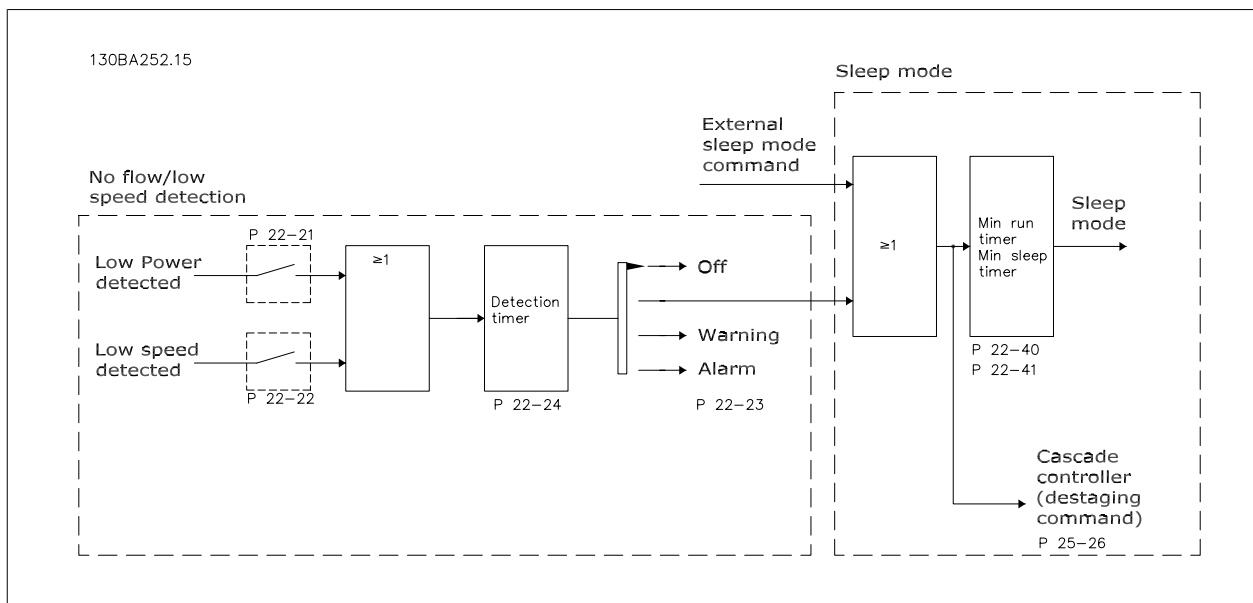 130BA252.15
Sleep mode
External
sleep mode
command
No flow/low
speed detection
P 22-21
Low Power
detected
≥1
Detection
timer
Off
≥1
Min run
timer
Min sleep
timer
Sleep
mode
Low speed
detected
P 22-22
P 22-24
Warning
Alarm
P 22-23
P 22-40
P 22-41
Cascade
controller
(destaging
command)
P 25-26